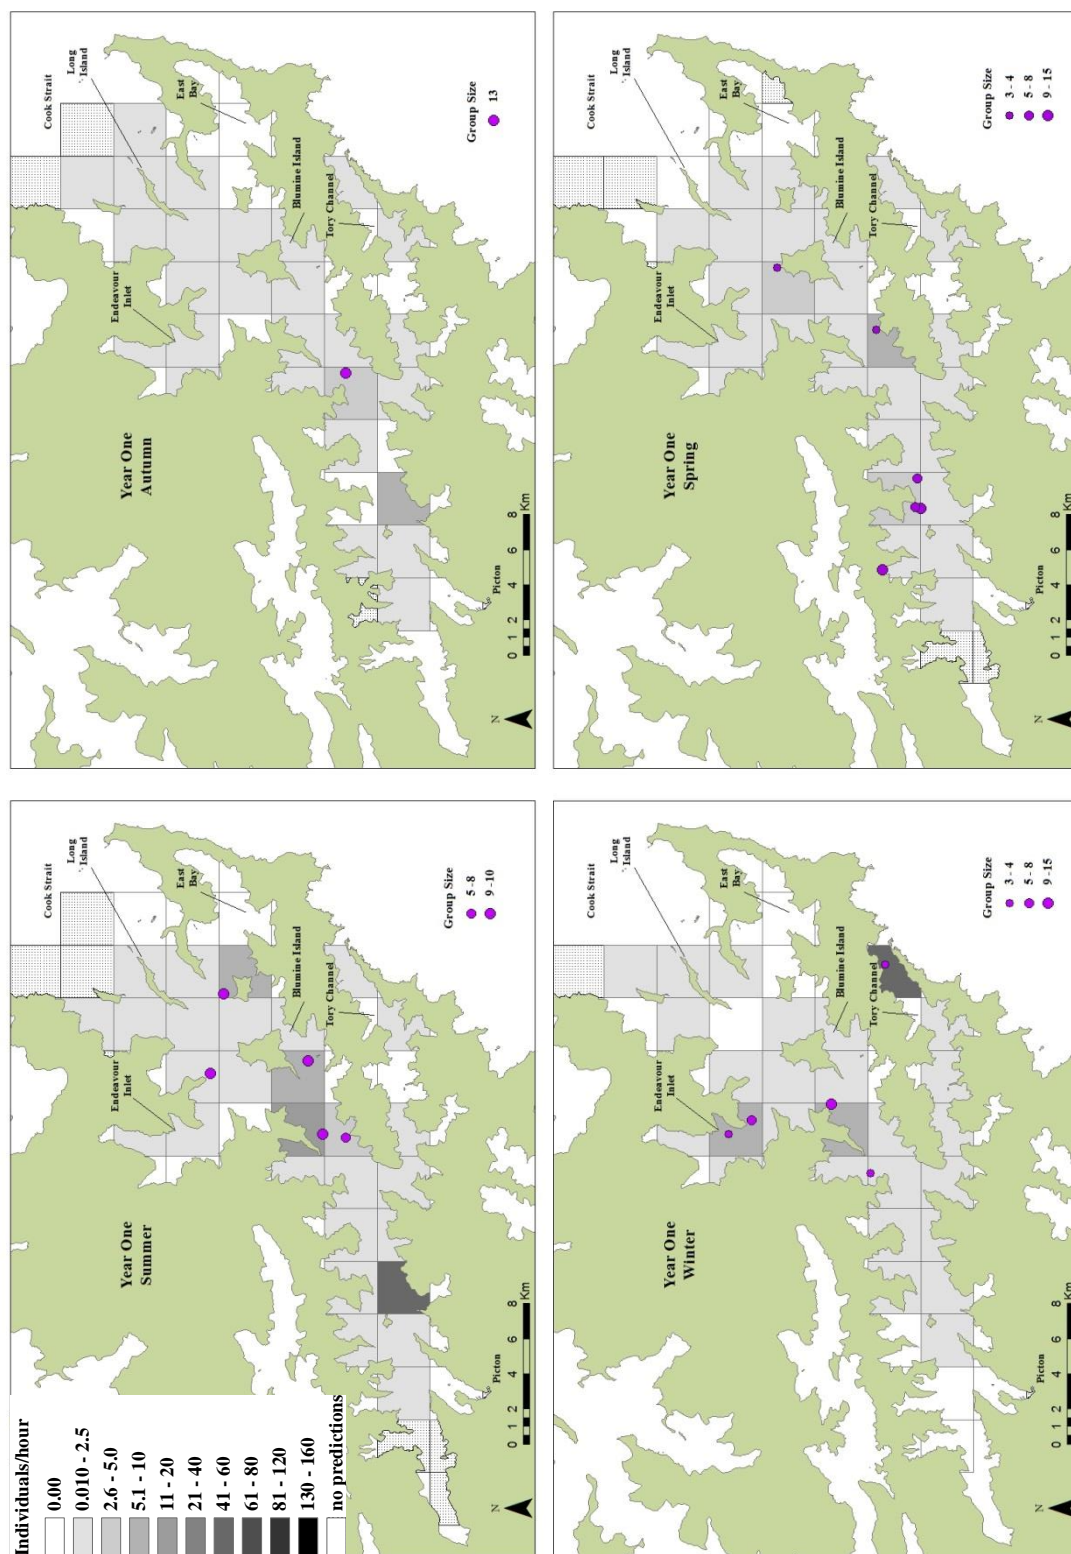 Individuals/hour
0.00
0.010 - 2.5
2.6 - 5.0
5.1 - 10
11 - 20
21 - 40
41 - 60
61 - 80
81 - 120
130 - 160
no predictions
Year One
Summer
Cook Strait
Long
Island
Endeavour
Inlet
East
Bay
Blumine Island
Tory Channel
Group Size
5 - 8
9 - 10
Picton
N
0 1 2 4 6 8
Km
Year One
Autumn
Cook Strait
Long
Island
Endeavour
Inlet
East
Bay
Blumine Island
Tory Channel
Group Size
13
Picton
N
0 1 2 4 6 8
Km
Year One
Winter
Cook Strait
Long
Island
Endeavour
Inlet
East
Bay
Blumine Island
Tory Channel
Group Size
3 - 4
5 - 8
9 - 15
Picton
N
0 1 2 4 6 8
Km
Year One
Spring
Cook Strait
Long
Island
Endeavour
Inlet
East
Bay
Blumine Island
Tory Channel
Group Size
3 - 4
5 - 8
9 - 15
Picton
N
0 1 2 4 6 8
Km